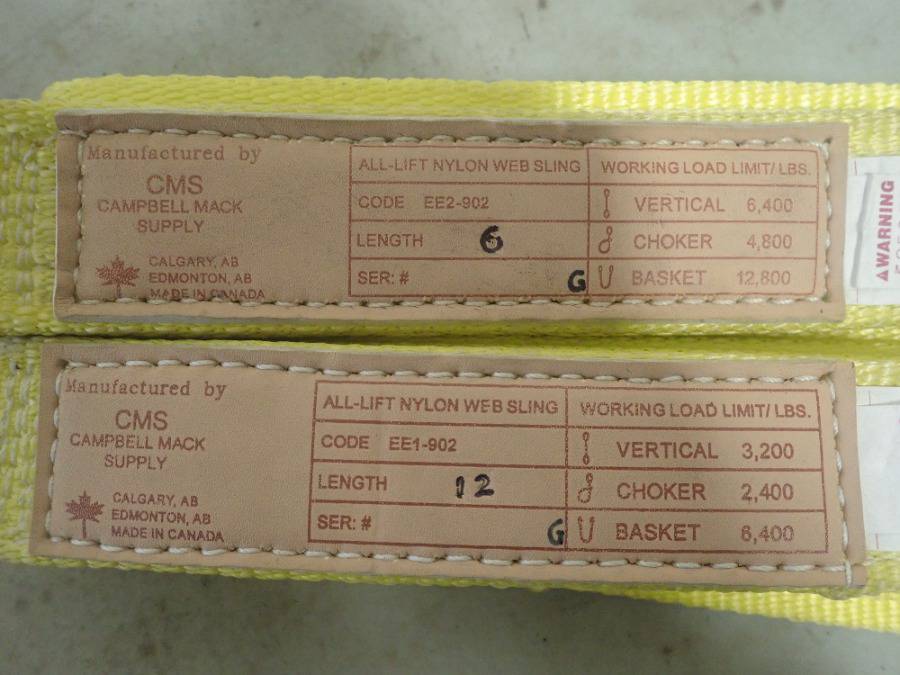 Manufactured by
CMS
CAMPBELL MACK
SUPPLY
CALGARY, AB
EDMONTON, AB
MADE IN CANADA
ALL-LIFT NYLON WEB SLING
CODE EE2-902
LENGTH 6
SER: # G
WORKING LOAD LIMIT/ LBS.
VERTICAL 6,400
CHOKER 4,800
BASKET 12,800
WARNING
Manufactured by
CMS
CAMPBELL MACK
SUPPLY
CALGARY, AB
EDMONTON, AB
MADE IN CANADA
ALL-LIFT NYLON WEB SLING
CODE EE1-902
LENGTH 12
SER: # G
WORKING LOAD LIMIT/ LBS.
VERTICAL 3,200
CHOKER 2,400
BASKET 6,400